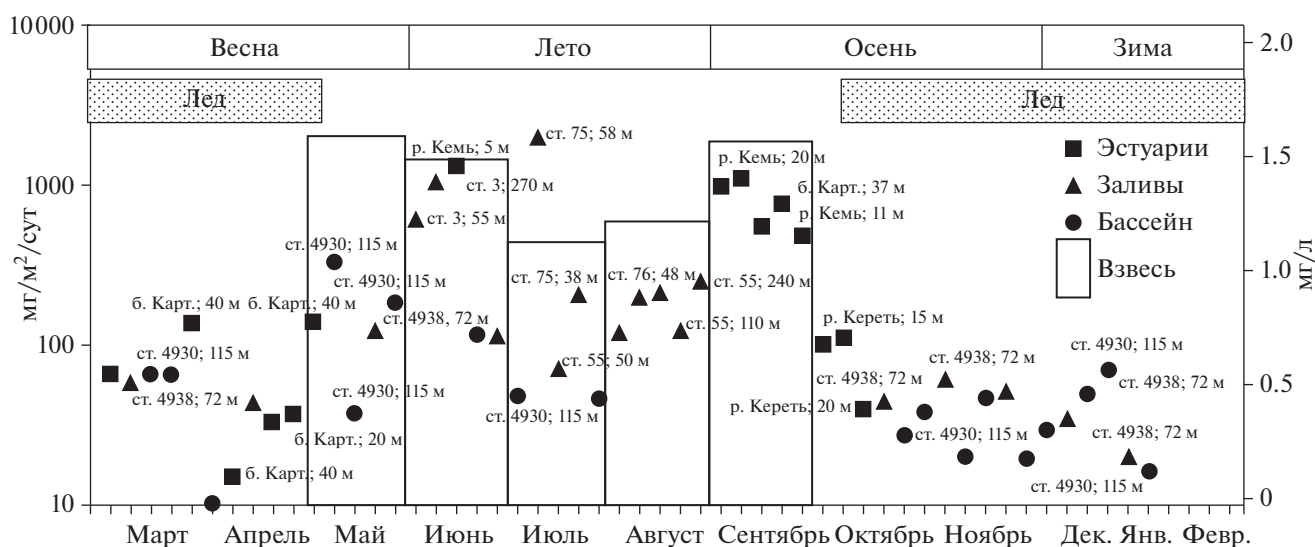 10000
1000
100
10
мг/м²/сут
Весна
Лето
Осень
Зима
2.0
1.5
1.0
0.5
0
мг/л
Лед
Лед
Эстуарии
Заливы
Бассейн
Взвесь
б. Карт.; 40 м
ст. 4930; 115 м
ст. 4938; 72 м
б. Карт.; 40 м
б. Карт.; 40 м
б. Карт.; 20 м
ст. 4930; 115 м
ст. 4930; 115 м
ст. 4938, 72 м
ст. 4930; 115 м
р. Кемь; 5 м
ст. 3; 270 м
ст. 3; 55 м
ст. 75; 58 м
ст. 75; 38 м
ст. 55; 50 м
ст. 4930; 115 м
ст. 76; 48 м
ст. 55; 240 м
ст. 55; 110 м
р. Кемь; 20 м
б. Карт.; 37 м
р. Кемь; 11 м
р. Кереть; 15 м
ст. 4938; 72 м
р. Кереть; 20 м
ст. 4938; 72 м
ст. 4930; 115 м
ст. 4930; 115 м
ст. 4938; 72 м
ст. 4938; 72 м
ст. 4930; 115 м
Март
Апрель
Май
Июнь
Июль
Август
Сентябрь
Октябрь
Ноябрь
Дек.
Янв.
Февр.